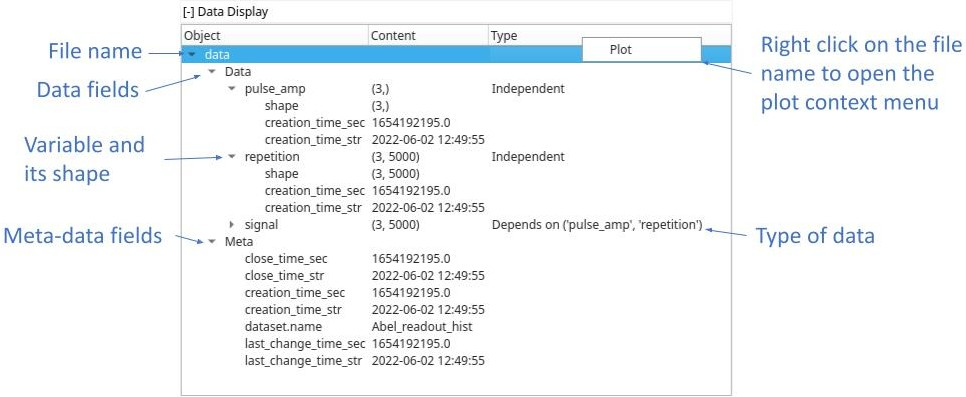 [-] Data Display
Object Content Type
File name
data
Plot
Right click on the file
name to open the
plot context menu
Data fields
Data
pulse_amp (3,) Independent
shape (3,)
creation_time_sec 1654192195.0
creation_time_str 2022-06-02 12:49:55
Variable and
its shape
repetition (3, 5000) Independent
shape (3, 5000)
creation_time_sec 1654192195.0
creation_time_str 2022-06-02 12:49:55
signal (3, 5000) Depends on ('pulse_amp', 'repetition')
Type of data
Meta-data fields
Meta
close_time_sec 1654192195.0
close_time_str 2022-06-02 12:49:55
creation_time_sec 1654192195.0
creation_time_str 2022-06-02 12:49:55
dataset.name Abel_readout_hist
last_change_time_sec 1654192195.0
last_change_time_str 2022-06-02 12:49:55